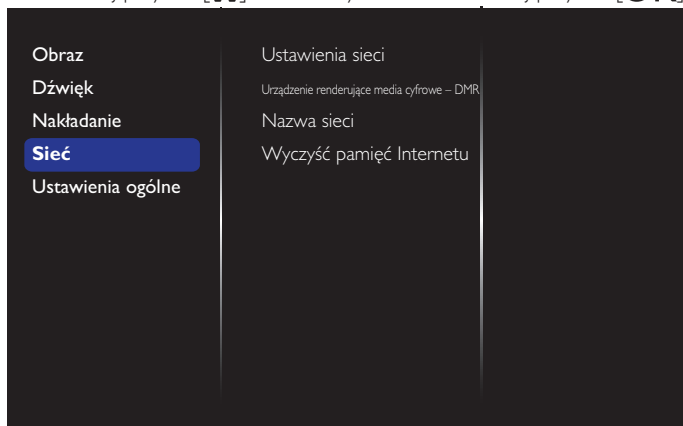 Obraz
Dźwięk
Nakładanie
Sieć
Ustawienia ogólne
Ustawienia sieci
Urządzenie renderujące media cyfrowe – DMR
Nazwa sieci
Wyczyść pamięć Internetu